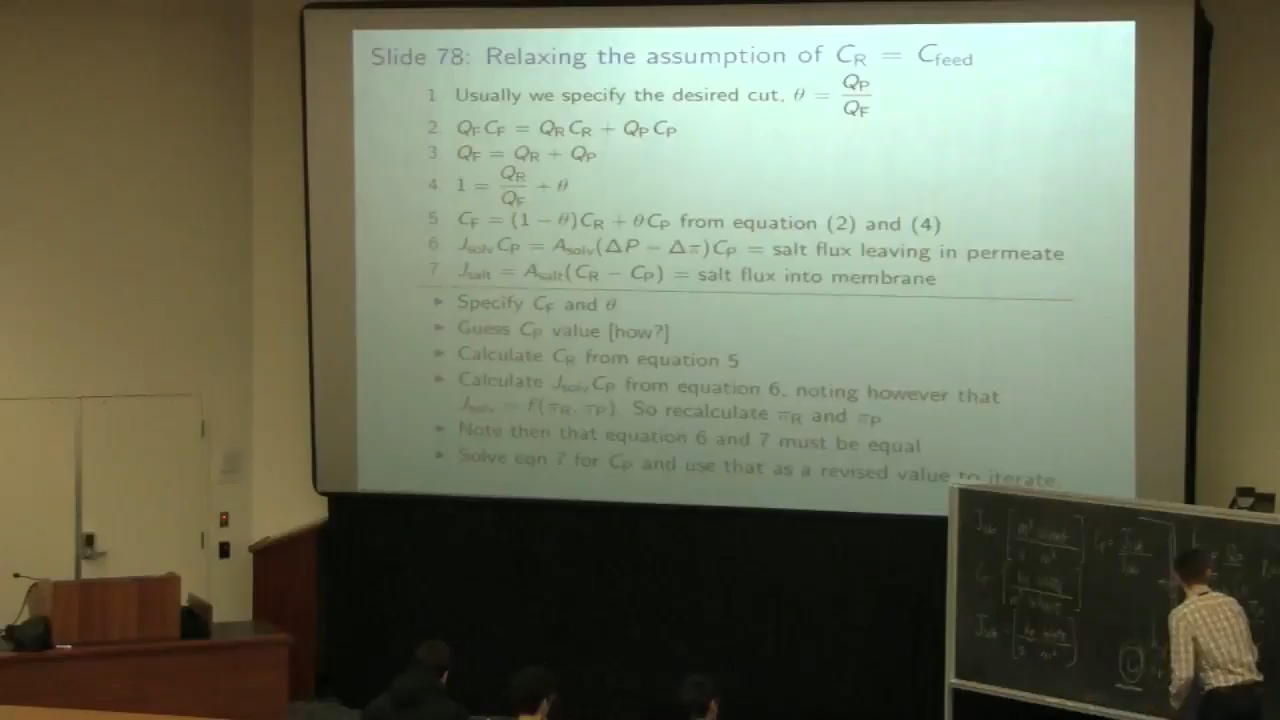 Slide 78: Relaxing the assumption of C_R = C_feed
1 Usually we specify the desired cut, θ = Q_P / Q_F
2 Q_F C_F = Q_R C_R + Q_P C_P
3 Q_F = Q_R + Q_P
4 1 = Q_R / Q_F + θ
5 C_F = (1 − θ)C_R + θC_P from equation (2) and (4)
6 J_solv C_P = A_solv(ΔP − Δπ)C_P = salt flux leaving in permeate
7 J_salt = A_salt(C_R − C_P) = salt flux into membrane
► Specify C_F and θ
► Guess C_P value [how?]
► Calculate C_R from equation 5
► Calculate J_solv C_P from equation 6, noting however that
J_solv = f(π_R, π_P). So recalculate π_R and π_P
► Note then that equation 6 and 7 must be equal
► Solve eqn 7 for C_P and use that as a revised value to iterate